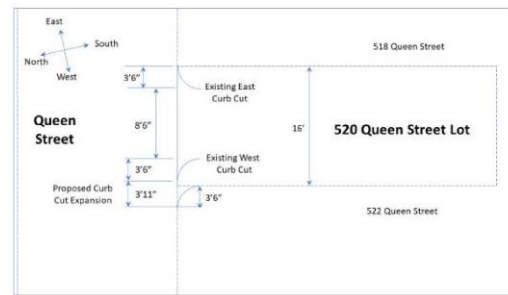 East
South
North
West
518 Queen Street
3'6"
Existing East
Curb Cut
Queen
Street
8'6"
16'
520 Queen Street Lot
3'6"
Existing West
Curb Cut
Proposed Curb
Cut Expansion
3'11"
3'6"
522 Queen Street